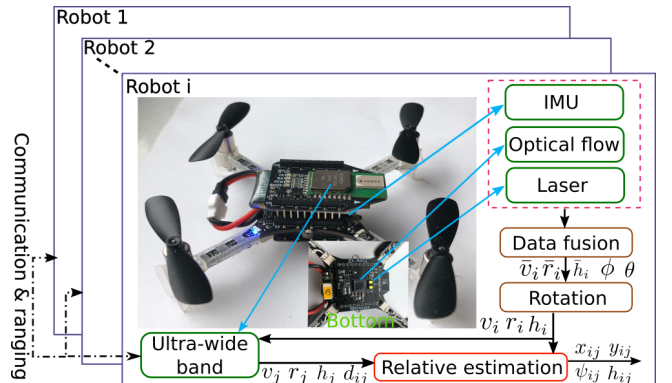 Robot 1
Robot 2
Robot i
IMU
Optical flow
Laser
Data fusion
v̄ᵢ r̄ᵢ h̄ᵢ ϕ θ
Rotation
vᵢ rᵢ hᵢ
Communication & ranging
Bottom
Ultra-wide
band
vⱼ rⱼ hⱼ dᵢⱼ
Relative estimation
xᵢⱼ yᵢⱼ
ψᵢⱼ hᵢⱼ